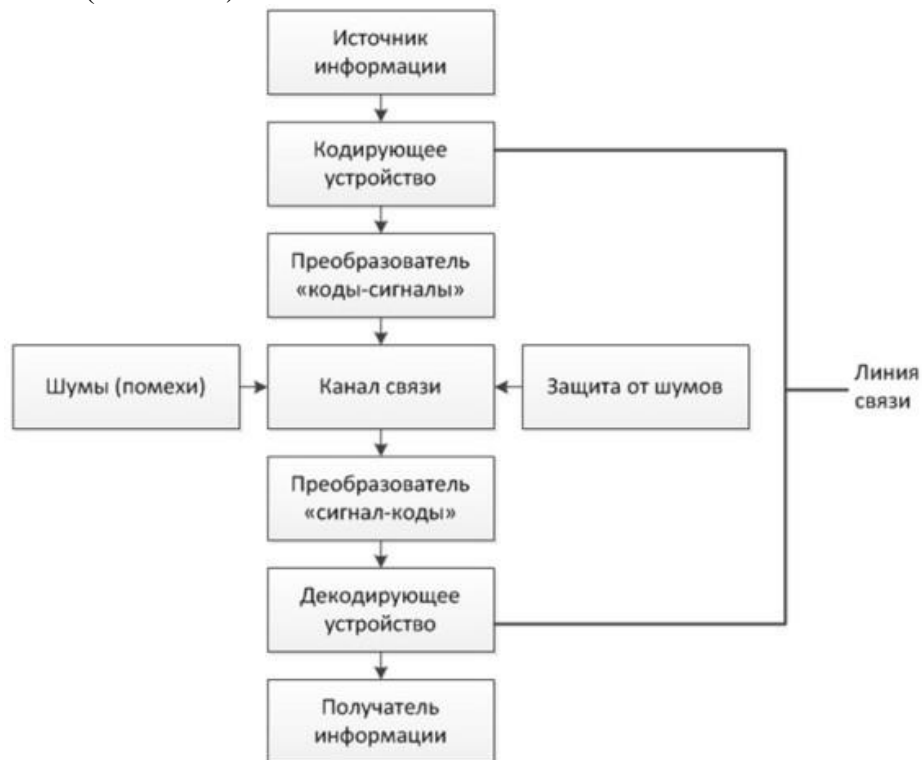 Источник
информации
Кодирующее
устройство
Преобразователь
«коды-сигналы»
Шумы (помехи)
Канал связи
Защита от шумов
Линия
связи
Преобразователь
«сигнал-коды»
Декодирующее
устройство
Получатель
информации